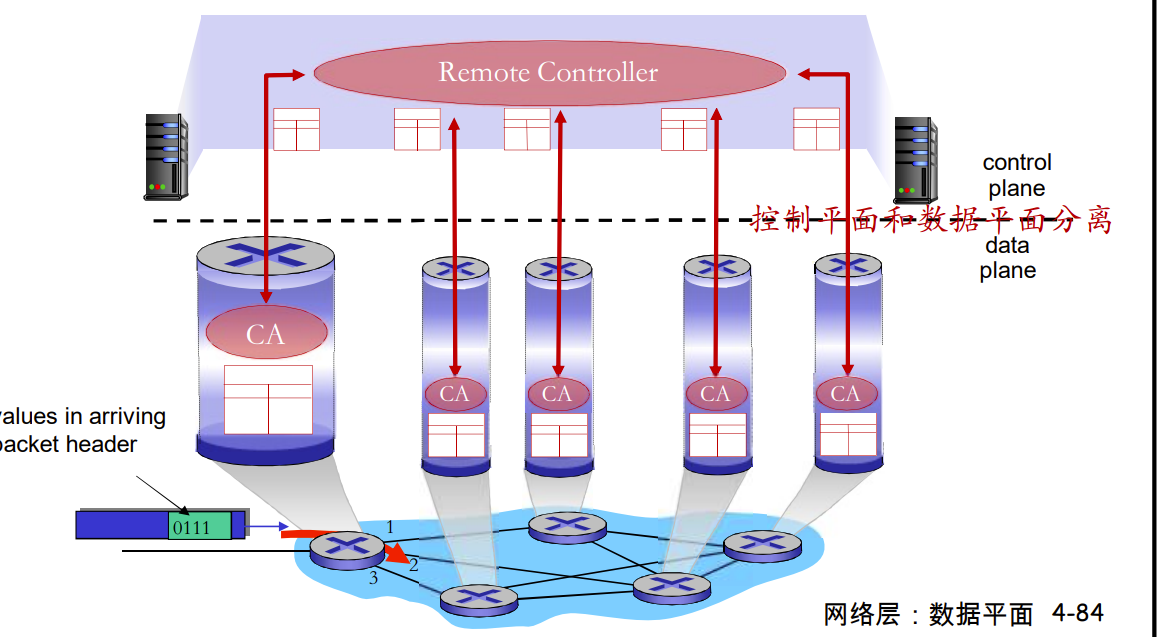 Remote Controller
control
plane
控制平面和数据平面分离
data
plane
CA
CA
CA
CA
CA
values in arriving
packet header
0111
1
2
3
网络层：数据平面 4-84